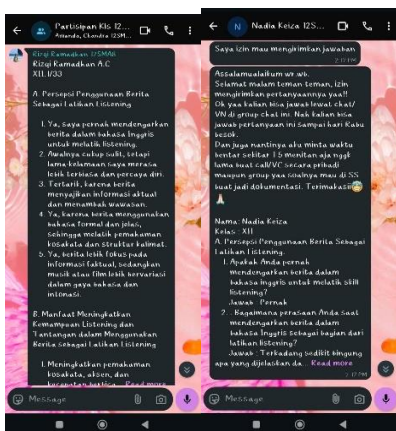 Partisipan Kls 12...
Amanda, Chandra 12SM...
Rizqi Ramadhan 12SMA6
Rizqi Ramadhan A.C
XII.1/33
A. Persepsi Penggunaan Berita
Sebagai Latihan Listening
1. Ya, saya pernah mendengarkan
berita dalam bahasa Inggris
untuk melatih listening.
2. Awalnya cukup sulit, tetapi
lama-kelamaan saya merasa
lebih terbiasa dan percaya diri.
3. Tertarik, karena berita
menyajikan informasi aktual
dan menambah wawasan.
4. Ya, karena berita menggunakan
bahasa formal dan jelas,
sehingga melatih pemahaman
kosakata dan struktur kalimat.
5. Ya, berita lebih fokus pada
informasi faktual, sedangkan
musik atau film lebih bervariasi
dalam gaya bahasa dan
intonasi.
B. Manfaat Meningkatkan
Kemampuan Listening dan
Tantangan dalam Menggunakan
Berita sebagai Latihan Listening
1. Meningkatkan pemahaman
kosakata, aksen, dan
kecepatan berbica... Read more
Message
N Nadia Keiza 12S...
Saya izin mau mengirimkan jawaban
2:17 PM
Assalamualaikum wr.wb.
Selamat malam teman teman, izin
mengirimkan pertanyaannya yaa!!
Ok yaa kalian bisa jawab lewat chat/
VN di group chat ini. Nah kalian bisa
jawab pertanyaan ini sampai hari Rabu
besok.
Dan juga nantinya aku minta waktu
bentar sekitar 15 menitan aja nggk
lama buat call/VC secara pribadi
maupun group yaa soalnya mau di SS
buat jadi dokumentasi. Terimakasii
Nama: Nadia Keiza
Kelas : XII
A. Persepsi Penggunaan Berita Sebagai
Latihan Listening.
1. Apakah Anda pernah
mendengarkan berita dalam
bahasa inggris untuk melatih skill
listening?
Jawab : Pernah
2. . Bagaimana perasaan Anda saat
mendengarkan berita dalam
bahasa Inggris sebagai bagian dari
latihan listening?
Jawab : Terkadang sedikit bingung
apa yang dijelaskan da... Read more
2:17 PM
Message